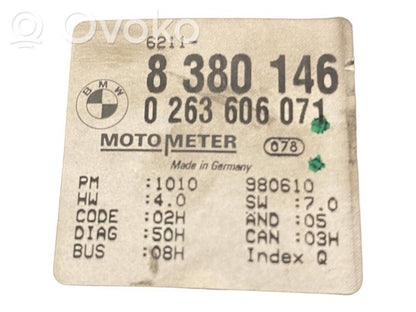 Ovoko
6211-
BMW
8 380 146
0 263 606 071
MOTOMETER
078
Made in Germany
PM :1010 980610
HW :4.0 SW :7.0
CODE :02H AND :05
DIAG :50H CAN :03H
BUS :08H Index Q